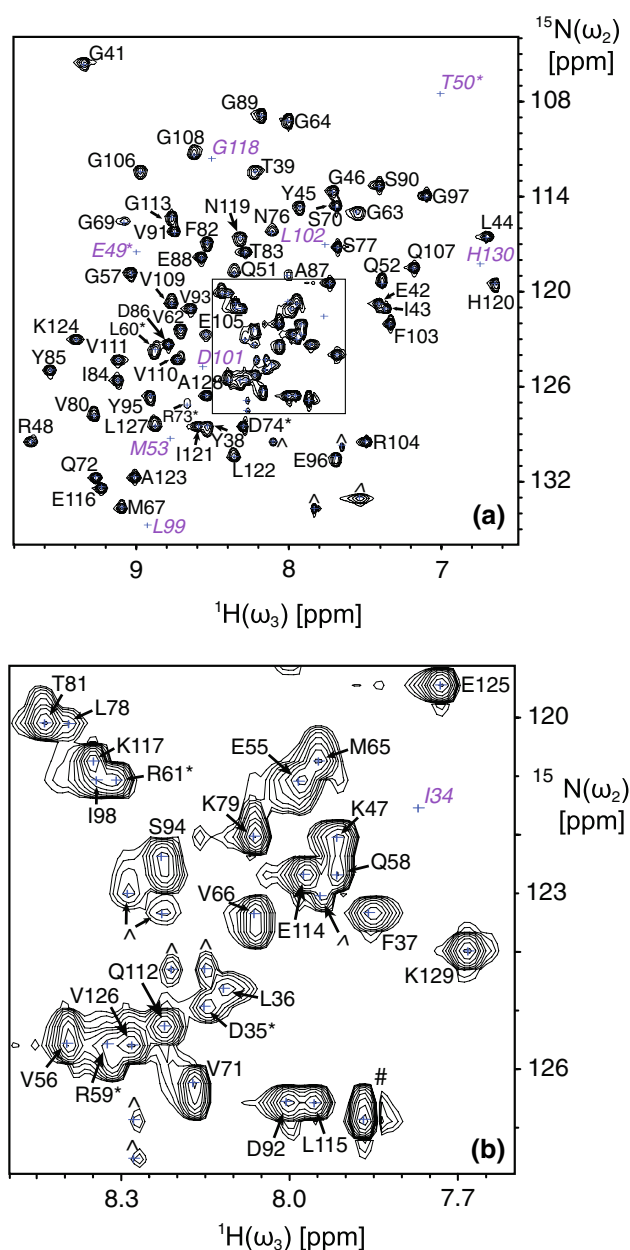 15N(ω2)
[ppm]
G41
T50*
108
G89
G64
G108
G118
G106
T39
G46
S90
114
Y45
G97
G113
N119
S70
G63
G69
V91
F82
N76
L102
L44
E49*
E88
T83
S77
Q107
H130
G57
Q51
A87
Q52
V109
V93
E42
120
D86
V62
I43
H120
K124
L60*
E105
F103
V111
D101
Y85
V110
I84
A128
126
V80
Y95
R73*
L127
D74*
R48
M53
I121
Y38
^
^
R104
Q72
A123
L122
E96
132
E116
M67
^
^
L99
(a)
9
8
7
1H(ω3) [ppm]
T81
E125
L78
120
K117
E55
M65
R61*
15
I98
K79
K47
I34
N(ω2)
[ppm]
S94
Q58
V66
123
^
E114
^
F37
^
^
K129
Q112
L36
V126
D35*
V56
V71
126
R59*
#
^
D92
L115
^
(b)
8.3
8.0
7.7
1H(ω3) [ppm]